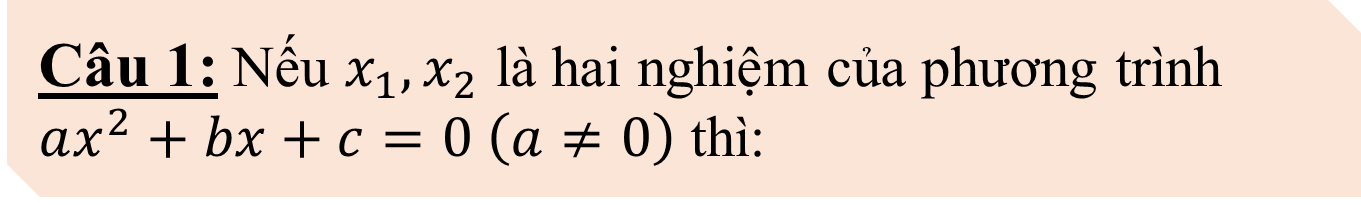 Câu 1: Nếu x₁, x₂ là hai nghiệm của phương trình
ax² + bx + c = 0 (a ≠ 0) thì: